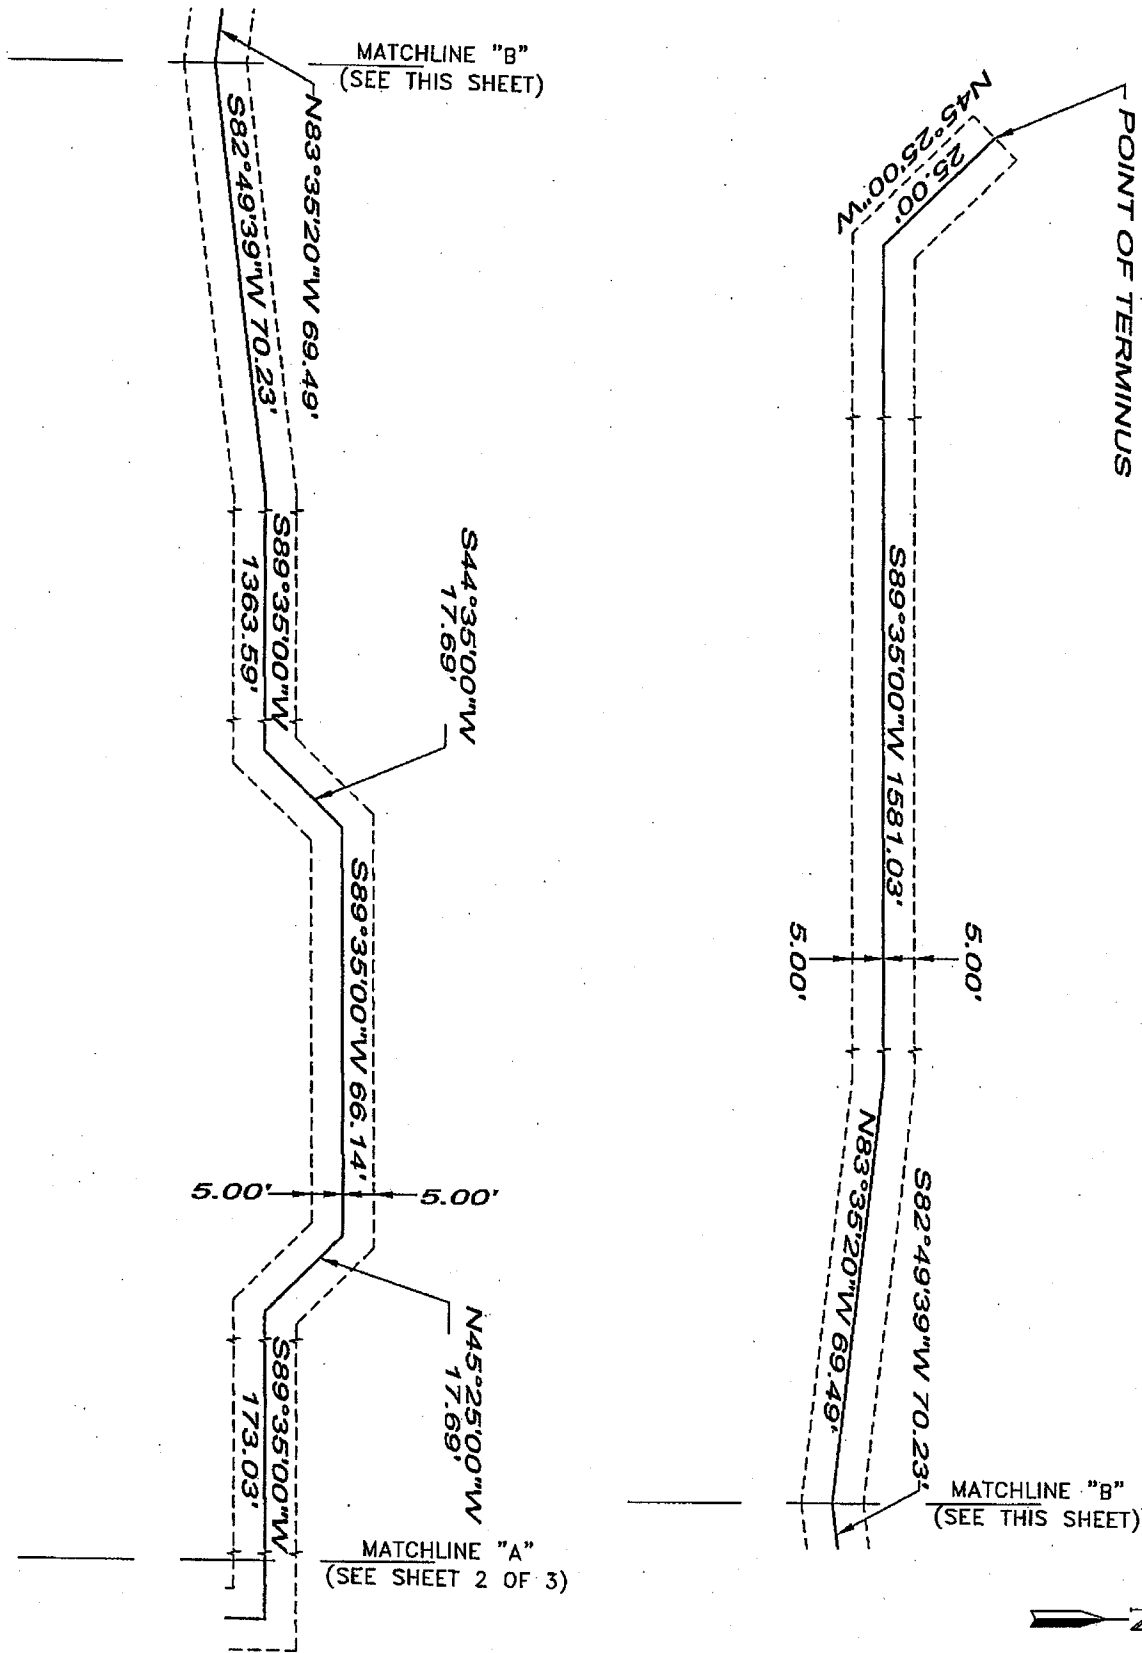 MATCHLINE "B"
(SEE THIS SHEET)
N83°35'20"W 69.49'
S82°49'39"W 70.23'
S89°35'00"W
1363.59'
S44°35'00"W
17.69'
S89°35'00"W 66.14'
5.00'
5.00'
N45°25'00"W
17.69'
S89°35'00"W
173.03'
MATCHLINE "A"
(SEE SHEET 2 OF 3)
POINT OF TERMINUS
N45°25'00"W
25.00'
S89°35'00"W 1581.03'
5.00'
5.00'
N83°35'20"W 69.49'
S82°49'39"W 70.23'
MATCHLINE "B"
(SEE THIS SHEET)
N